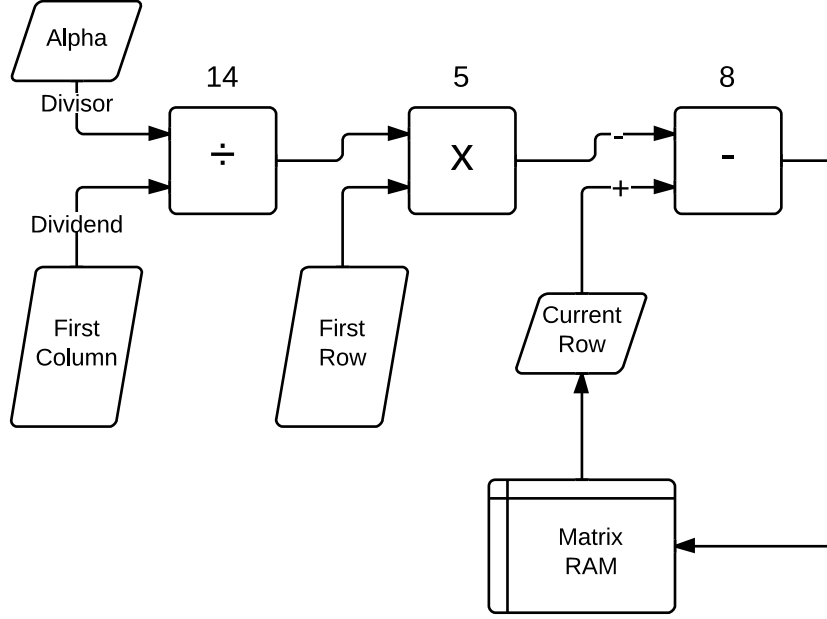 Alpha
14
5
8
Divisor
÷
x
-
-
+
Dividend
First
Column
First
Row
Current
Row
Matrix
RAM